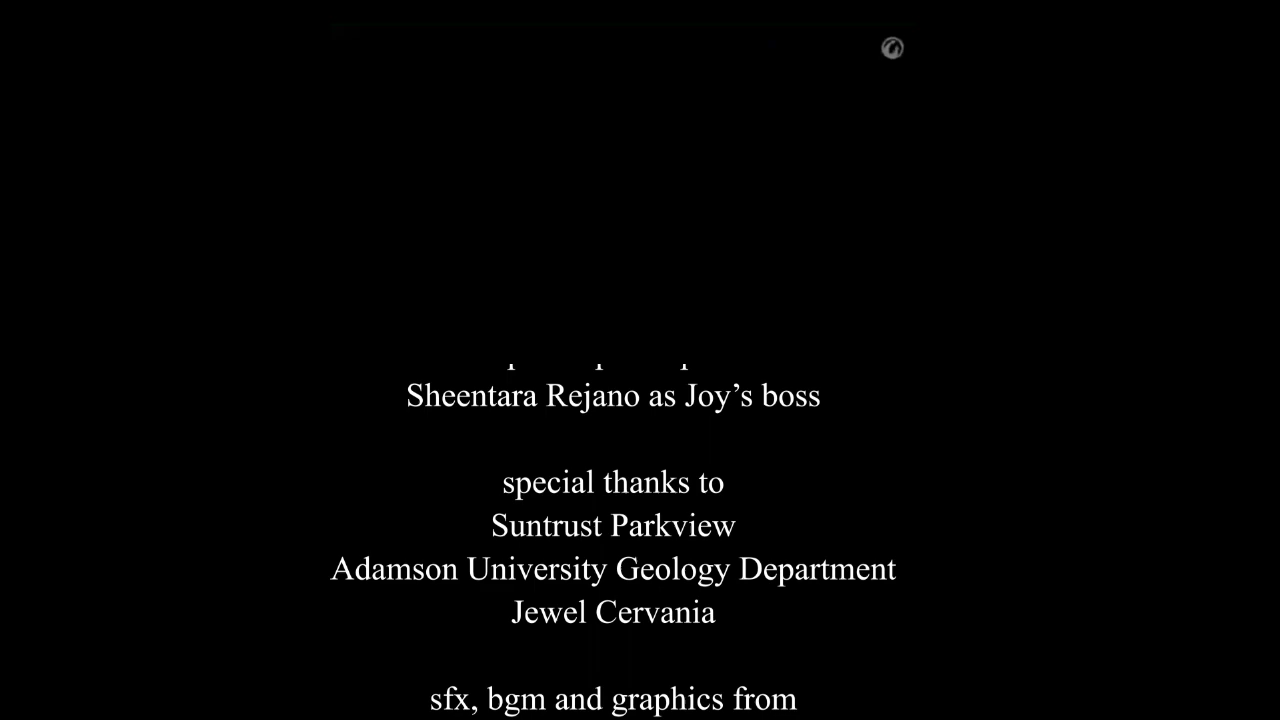 Sheentara Rejano as Joy’s boss
special thanks to
Suntrust Parkview
Adamson University Geology Department
Jewel Cervania
sfx, bgm and graphics from